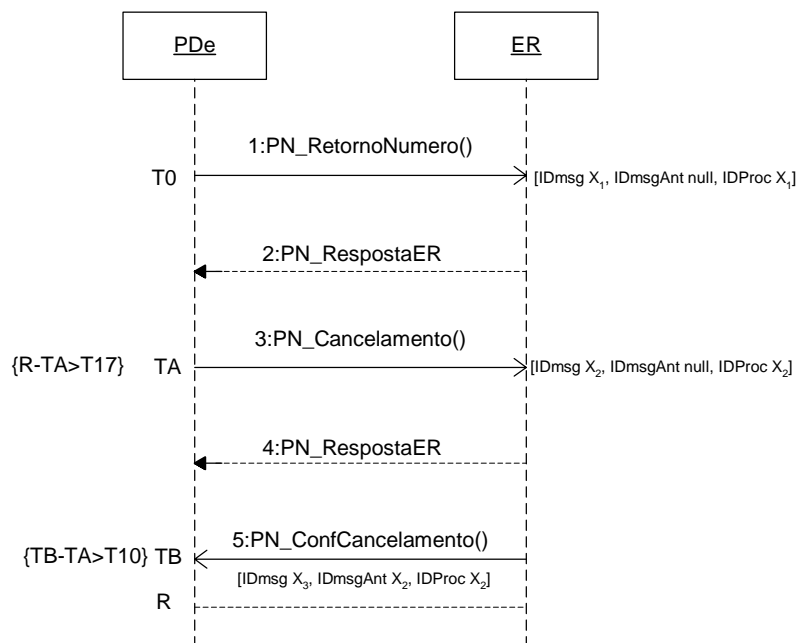 PDe
ER
1:PN_RetornoNumero()
T0
[IDmsg X1, IDmsgAnt null, IDProc X1]
2:PN_RespostaER
3:PN_Cancelamento()
{R-TA>T17}
TA
[IDmsg X2, IDmsgAnt null, IDProc X2]
4:PN_RespostaER
5:PN_ConfCancelamento()
{TB-TA>T10}
TB
[IDmsg X3, IDmsgAnt X2, IDProc X2]
R